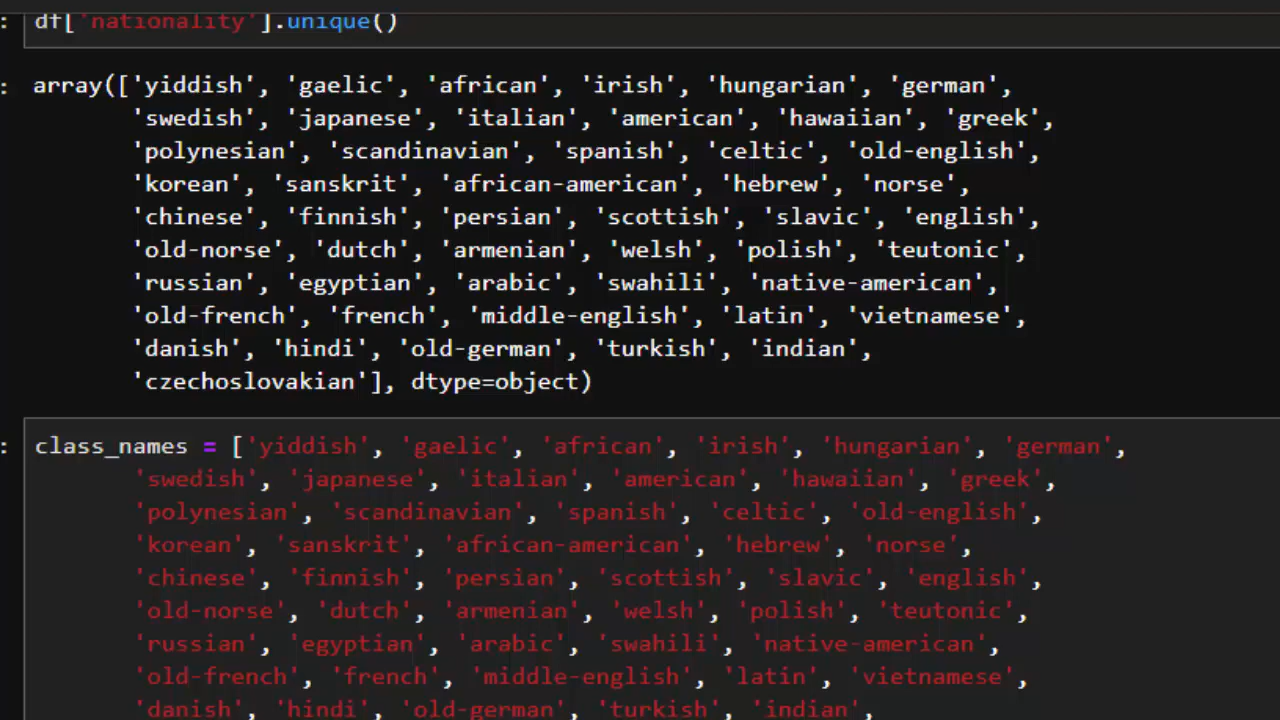 : df['nationality'].unique()
: array(['yiddish', 'gaelic', 'african', 'irish', 'hungarian', 'german',
'swedish', 'japanese', 'italian', 'american', 'hawaiian', 'greek',
'polynesian', 'scandinavian', 'spanish', 'celtic', 'old-english',
'korean', 'sanskrit', 'african-american', 'hebrew', 'norse',
'chinese', 'finnish', 'persian', 'scottish', 'slavic', 'english',
'old-norse', 'dutch', 'armenian', 'welsh', 'polish', 'teutonic',
'russian', 'egyptian', 'arabic', 'swahili', 'native-american',
'old-french', 'french', 'middle-english', 'latin', 'vietnamese',
'danish', 'hindi', 'old-german', 'turkish', 'indian',
'czechoslovakian'], dtype=object)
: class_names = ['yiddish', 'gaelic', 'african', 'irish', 'hungarian', 'german',
'swedish', 'japanese', 'italian', 'american', 'hawaiian', 'greek',
'polynesian', 'scandinavian', 'spanish', 'celtic', 'old-english',
'korean', 'sanskrit', 'african-american', 'hebrew', 'norse',
'chinese', 'finnish', 'persian', 'scottish', 'slavic', 'english',
'old-norse', 'dutch', 'armenian', 'welsh', 'polish', 'teutonic',
'russian', 'egyptian', 'arabic', 'swahili', 'native-american',
'old-french', 'french', 'middle-english', 'latin', 'vietnamese',
'danish', 'hindi', 'old-german', 'turkish', 'indian',